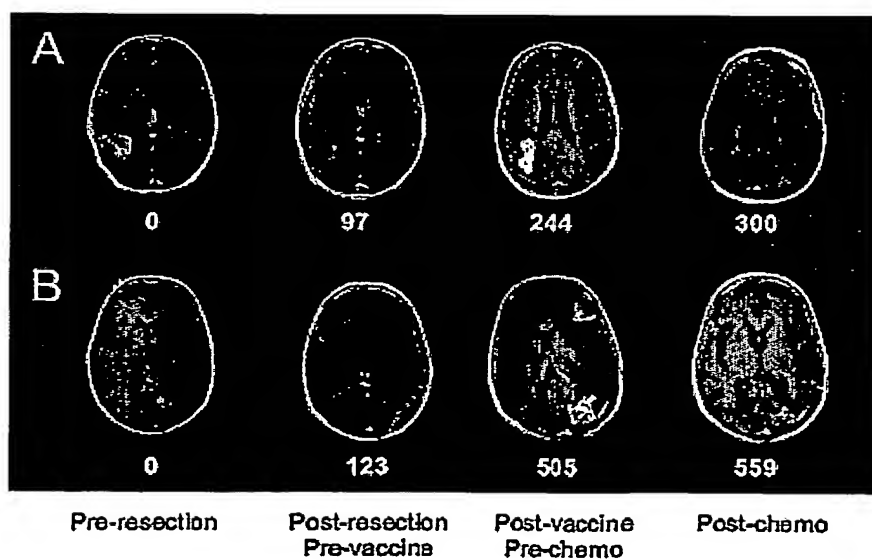 A
0 97 244 300
B
0 123 505 559
Pre-resection Post-resection Post-vaccine Post-chemo
Pre-vaccine Pre-chemo